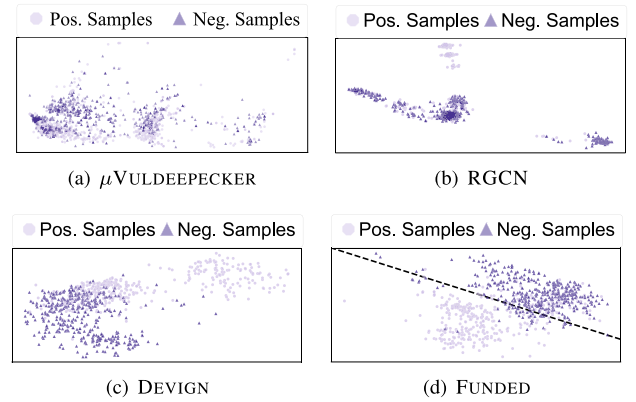 Pos. Samples Neg. Samples
Pos. Samples Neg. Samples
(a) μVULDEEPECKER
(b) RGCN
Pos. Samples Neg. Samples
Pos. Samples Neg. Samples
(c) DEVIGN
(d) FUNDED